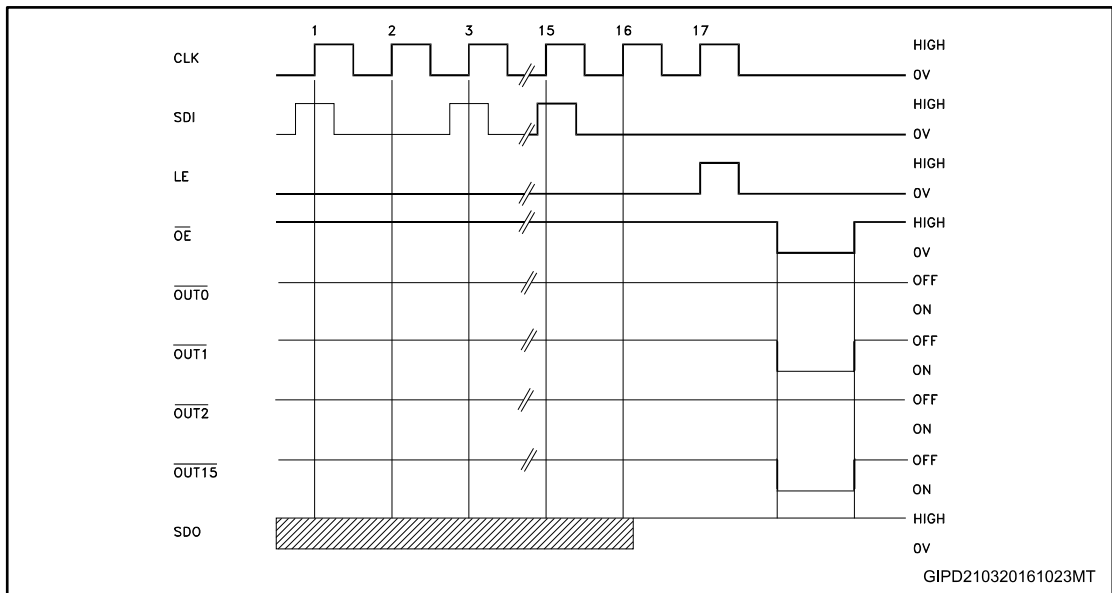 1 2 3 15 16 17
CLK HIGH
0V
SDI HIGH
0V
LE HIGH
0V
OE HIGH
0V
OUT0 OFF
ON
OUT1 OFF
ON
OUT2 OFF
ON
OUT15 OFF
ON
SDO HIGH
0V
GIPD210320161023MT